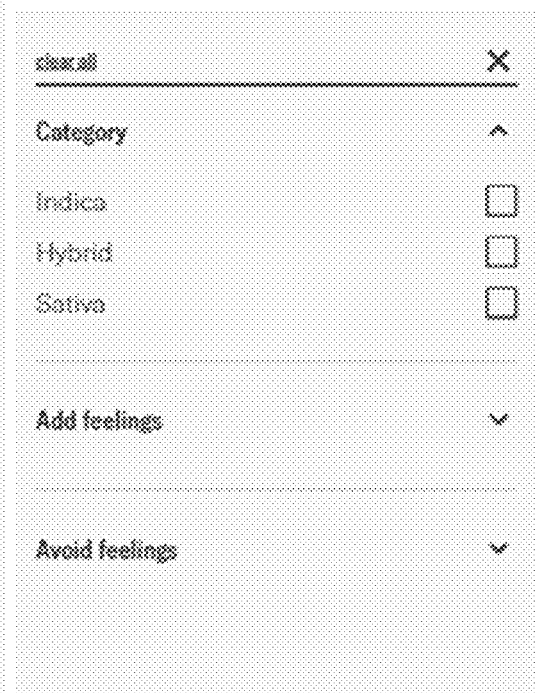 clear all
Category
Indica
Hybrid
Sativa
Add feelings
Avoid feelings